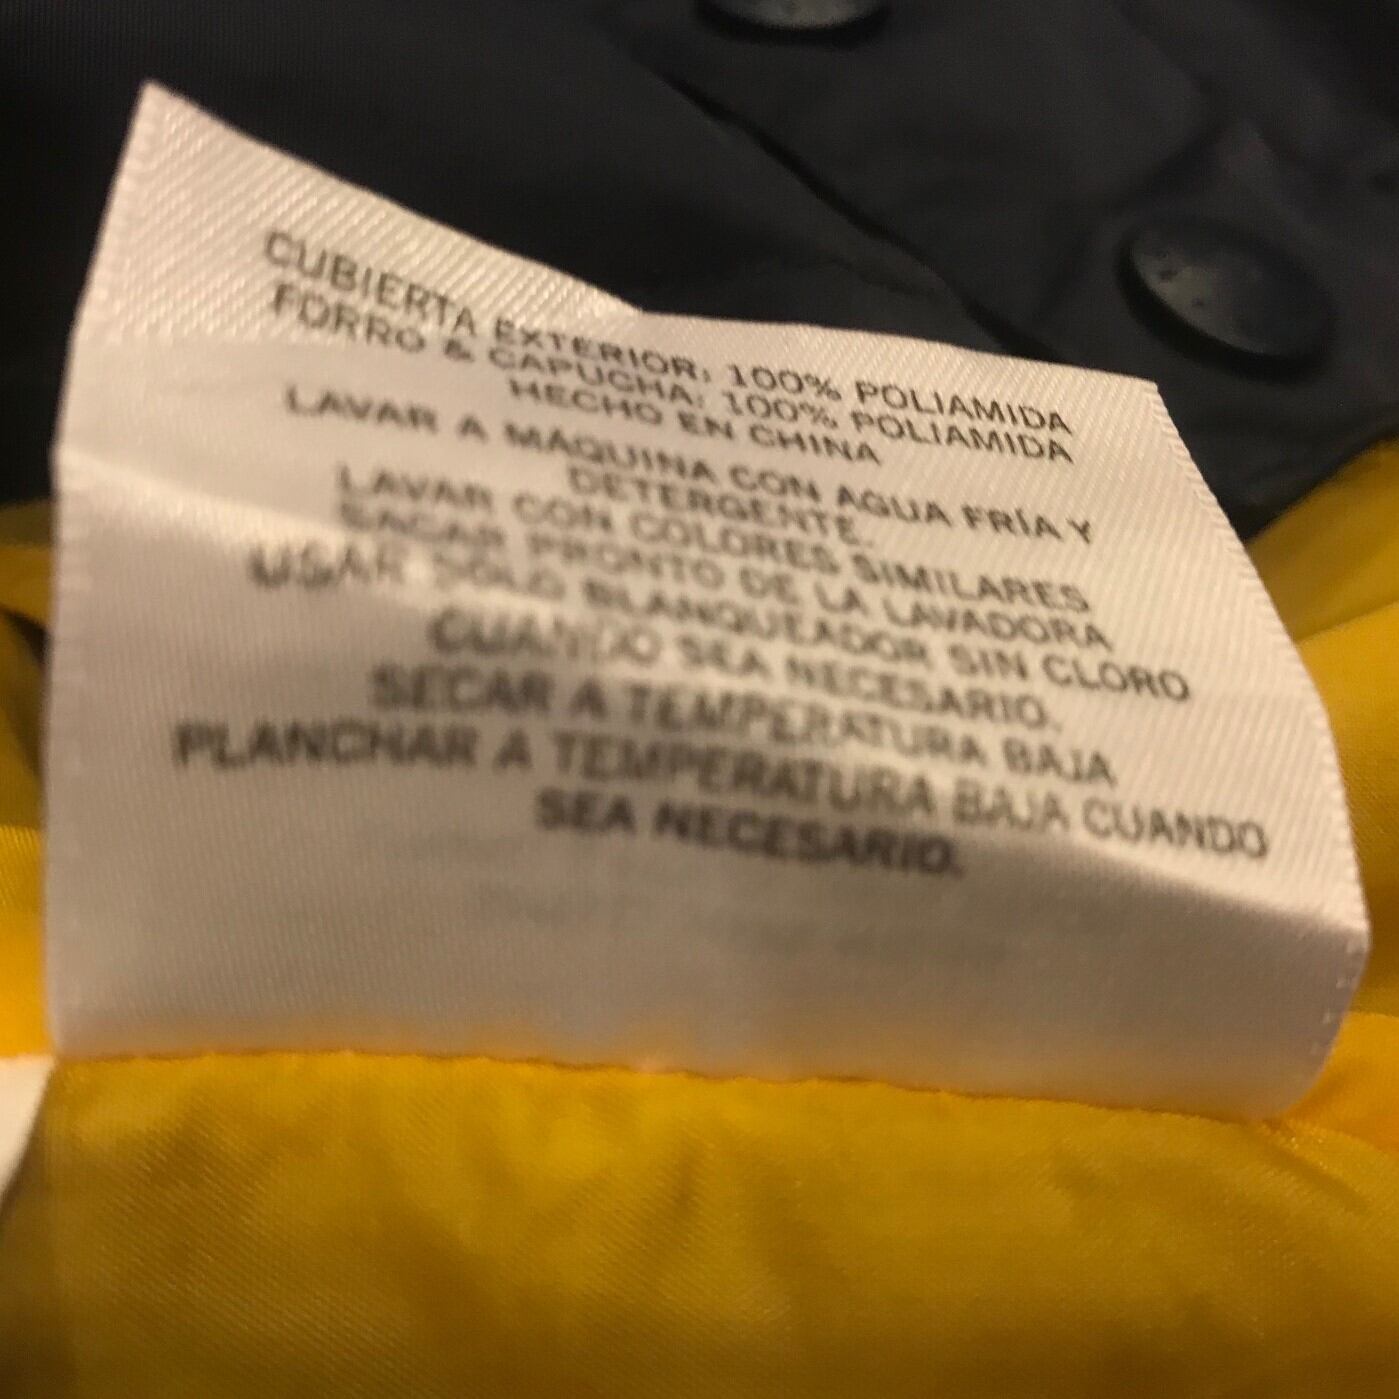 CUBIERTA EXTERIOR: 100% POLIAMIDA
FORRO & CAPUCHA: 100% POLIAMIDA
HECHO EN CHINA
LAVAR A MÁQUINA CON AGUA FRÍA Y
DETERGENTE.
LAVAR CON COLORES SIMILARES
SACAR PRONTO DE LA LAVADORA
USAR SOLO BLANQUEADOR SIN CLORO
CUANDO SEA NECESARIO.
SECAR A TEMPERATURA BAJA
PLANCHAR A TEMPERATURA BAJA CUANDO
SEA NECESARIO.